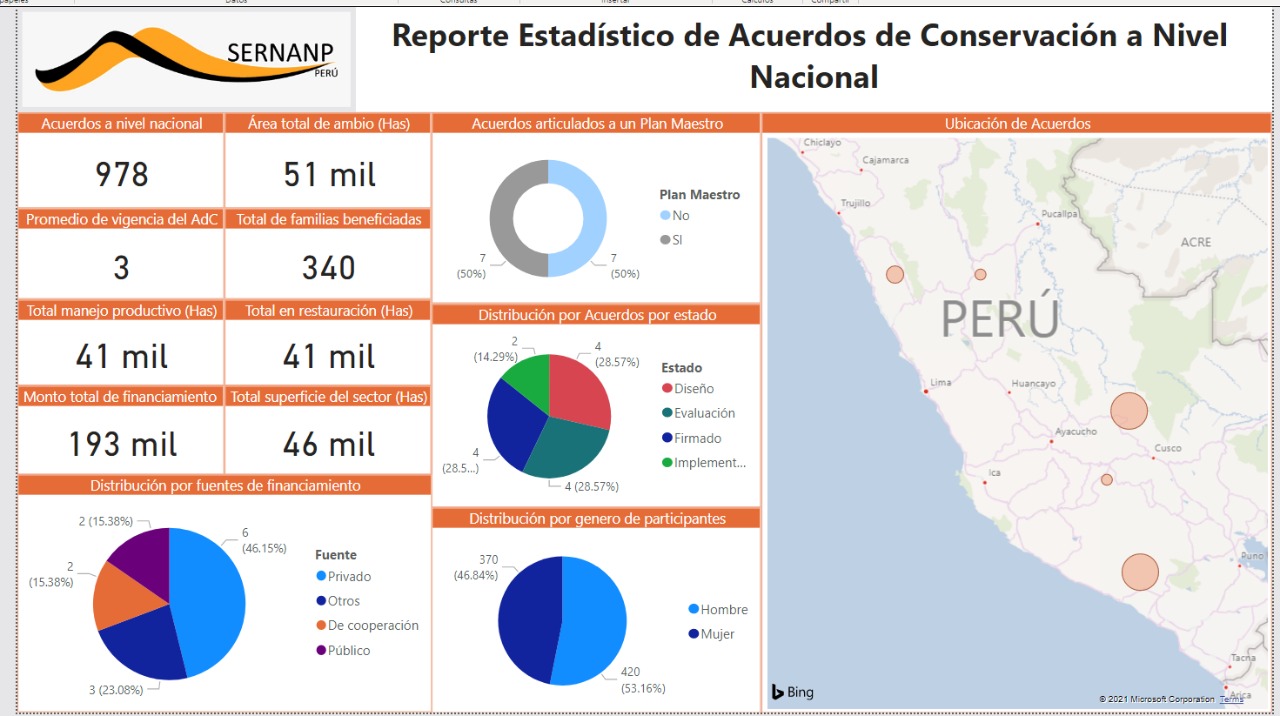 papeles
Datos
Consultas
Insertar
Cálculos
Compartir
SERNANP
PERÚ
Reporte Estadístico de Acuerdos de Conservación a Nivel
Nacional
Acuerdos a nivel nacional
978
Área total de ambio (Has)
51 mil
Promedio de vigencia del AdC
3
Total de familias beneficiadas
340
Total manejo productivo (Has)
41 mil
Total en restauración (Has)
41 mil
Monto total de financiamiento
193 mil
Total superficie del sector (Has)
46 mil
Distribución por fuentes de financiamiento
2 (15.38%)
6
(46.15%)
2
(15.38%)
3 (23.08%)
Fuente
Privado
Otros
De cooperación
Público
Acuerdos articulados a un Plan Maestro
7
(50%)
7
(50%)
Plan Maestro
No
SI
Distribución por Acuerdos por estado
2
(14.29%)
4
(28.57%)
4
(28.5...)
4 (28.57%)
Estado
Diseño
Evaluación
Firmado
Implement...
Distribución por genero de participantes
370
(46.84%)
420
(53.16%)
Hombre
Mujer
Ubicación de Acuerdos
Chiclayo
Cajamarca
Trujillo
Pucallpa
ACRE
PERÚ
Lima
Huancayo
Ayacucho
Cusco
Ica
Puno
Tacna
Arica
Bing
© 2021 Microsoft Corporation Terms